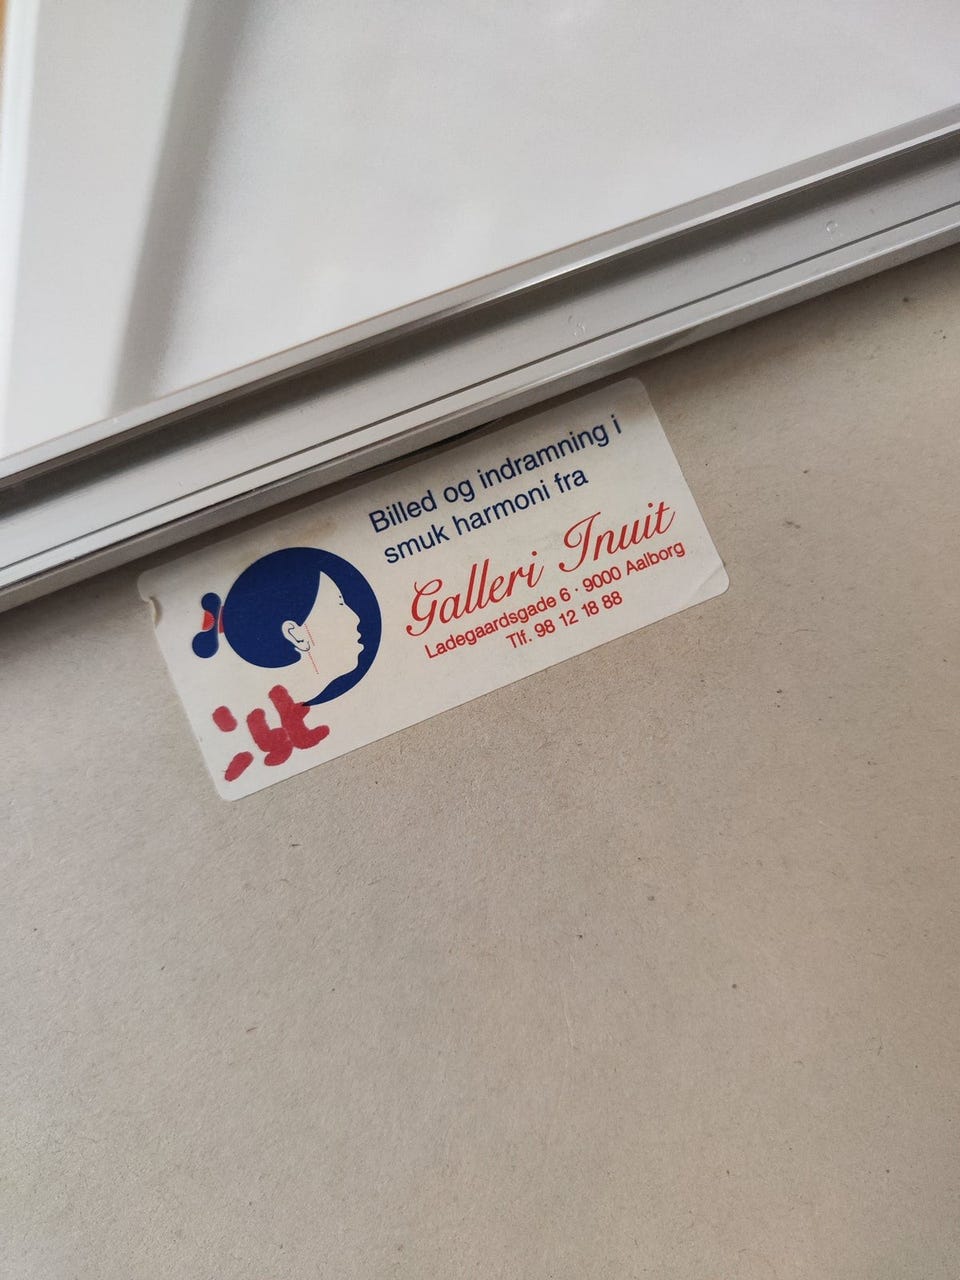 Billed og indramning i
smuk harmoni fra
Galleri Inuit
Ladegaardsgade 6 · 9000 Aalborg
Tlf. 98 12 18 88